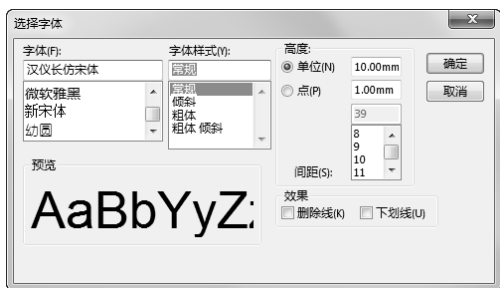 选择字体
字体(F):
汉仪长仿宋体
微软雅黑
新宋体
幼圆
字体样式(Y):
常规
常规
倾斜
粗体
粗体 倾斜
高度:
单位(N) 10.00mm
点(P) 1.00mm
39
8
9
10
11
间距(S):
确定
取消
预览
AaBbYyZ
效果
删除线(K) 下划线(U)